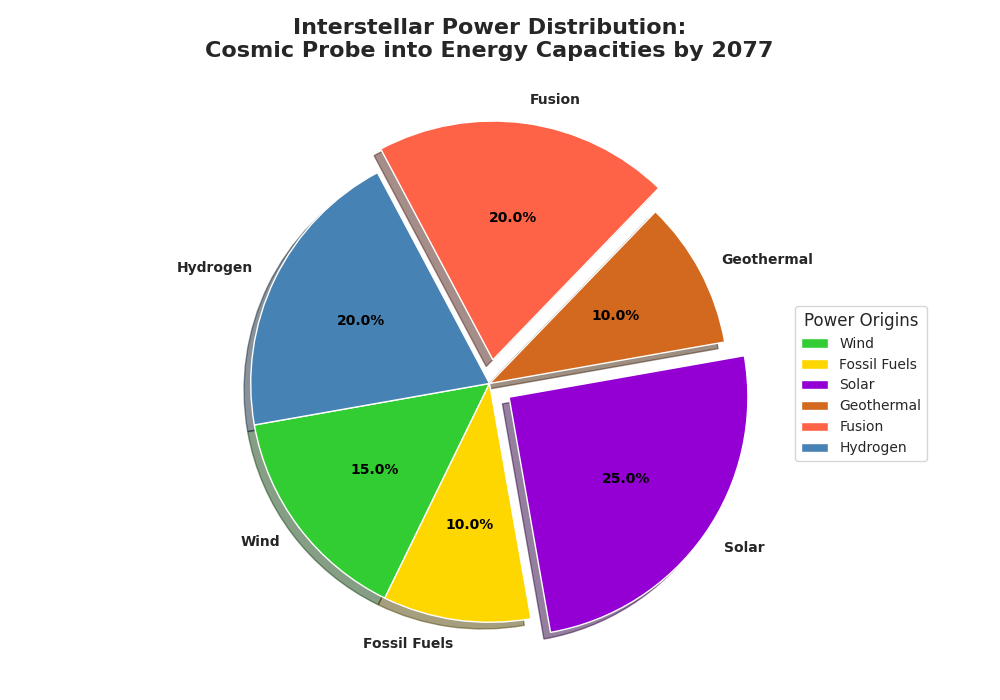 Interstellar Power Distribution:
Cosmic Probe into Energy Capacities by 2077
Fusion
20.0%
Geothermal
10.0%
Hydrogen
20.0%
Wind
15.0%
Fossil Fuels
10.0%
Solar
25.0%
Power Origins
Wind
Fossil Fuels
Solar
Geothermal
Fusion
Hydrogen